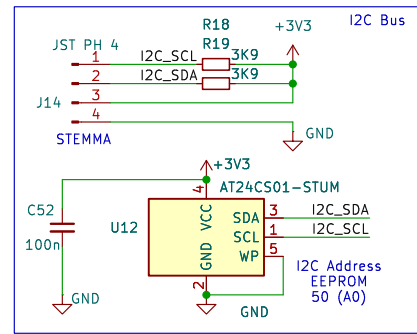 I2C Bus
R18
R19
+3V3
JST PH 4
1
I2C_SCL
3K9
2
I2C_SDA
3K9
J14
3
4
STEMMA
GND
+3V3
4
AT24CS01-STUM
C52
100n
U12
VCC
GND
SDA
3
I2C_SDA
SCL
1
I2C_SCL
WP
5
2
I2C Address
EEPROM
50 (A0)
GND
GND